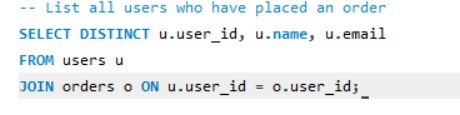 -- List all users who have placed an order
SELECT DISTINCT u.user_id, u.name, u.email
FROM users u
JOIN orders o ON u.user_id = o.user_id;_